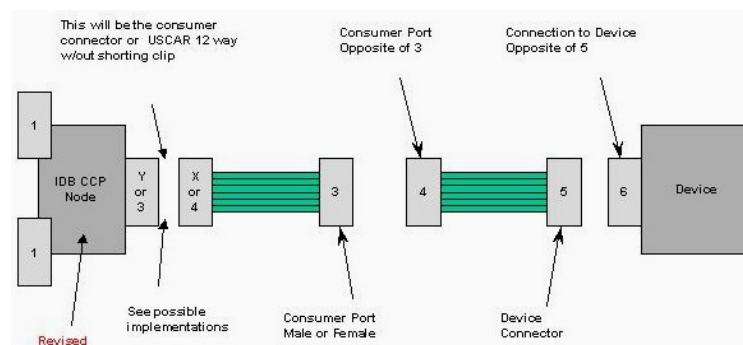 This will be the consumer
connector or USCAR 12 way
w/out shorting clip
Consumer Port
Opposite of 3
Connection to Device
Opposite of 5
1
IDB CCP
Node
Y
or
3
X
or
4
3
4
5
6
Device
1
Revised
See possible
implementations
Consumer Port
Male or Female
Device
Connector